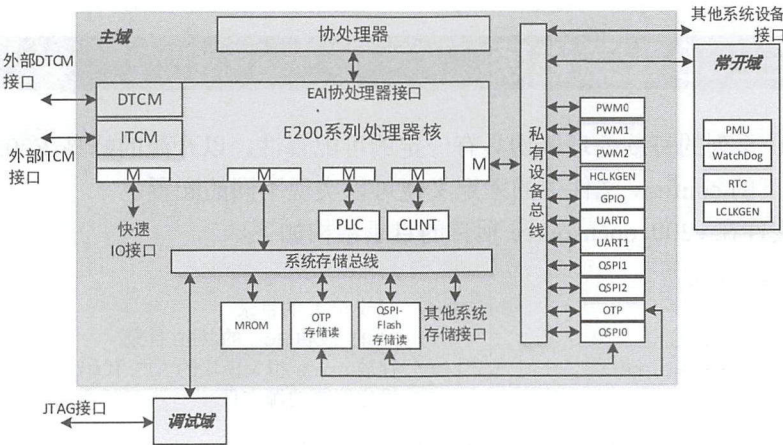 主域
协处理器
其他系统设备
接口
外部DTCM
接口
DTCM
EAI协处理器接口
常开域
ITCM
E200系列处理器核
外部ITCM
接口
M
M
M
M
M
快速
IO接口
PLIC
CLINT
私有设备总线
PWM0
PWM1
PWM2
HCLKGEN
GPIO
UART0
UART1
QSPI1
QSPI2
OTP
QSPI0
PMU
WatchDog
RTC
LCLKGEN
系统存储总线
MROM
OTP
存储读
QSPI-
Flash
存储读
其他系统
存储接口
JTAG接口
调试域